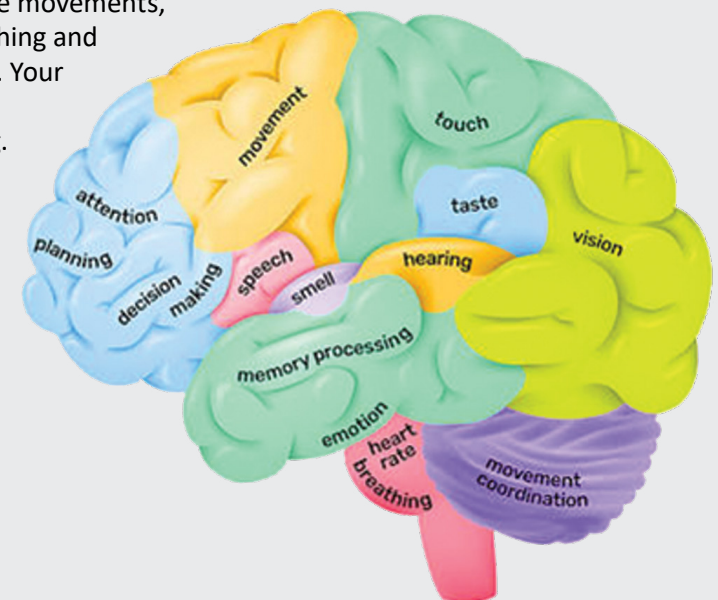 e movements,
hing and
. Your
.
movement
touch
attention
taste
planning
vision
speech
hearing
decision
making
smell
memory processing
emotion
heart
rate
breathing
movement
coordination